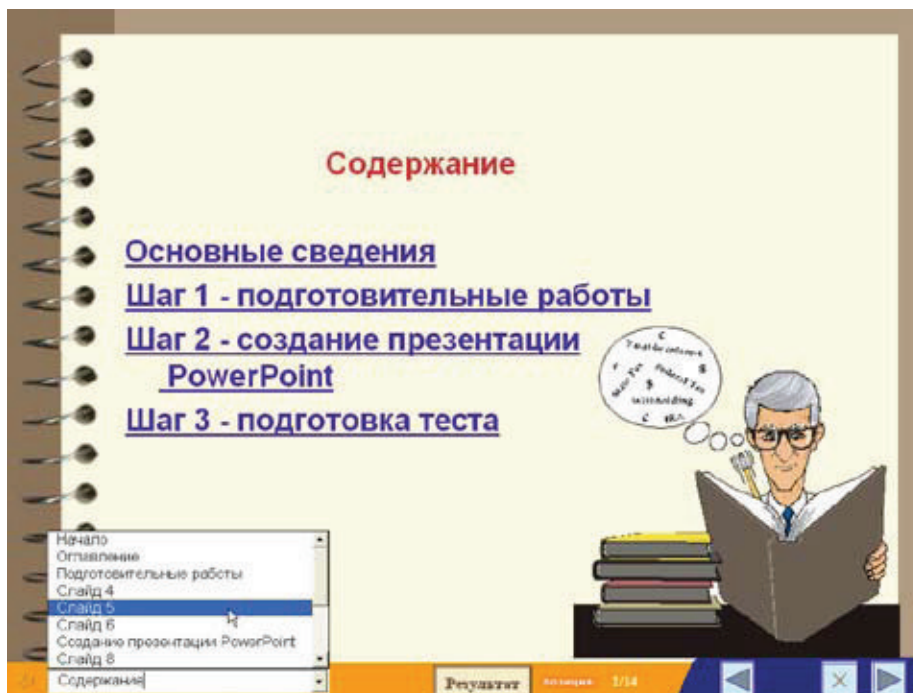 Содержание
Основные сведения
Шаг 1 - подготовительные работы
Шаг 2 - создание презентации
PowerPoint
Шаг 3 - подготовка теста
Начало
Оглавление
Подготовительные работы
Слайд 4
Слайд 5
Слайд 6
Создание презентации PowerPoint
Слайд 8
Содержание
Результат
1/14